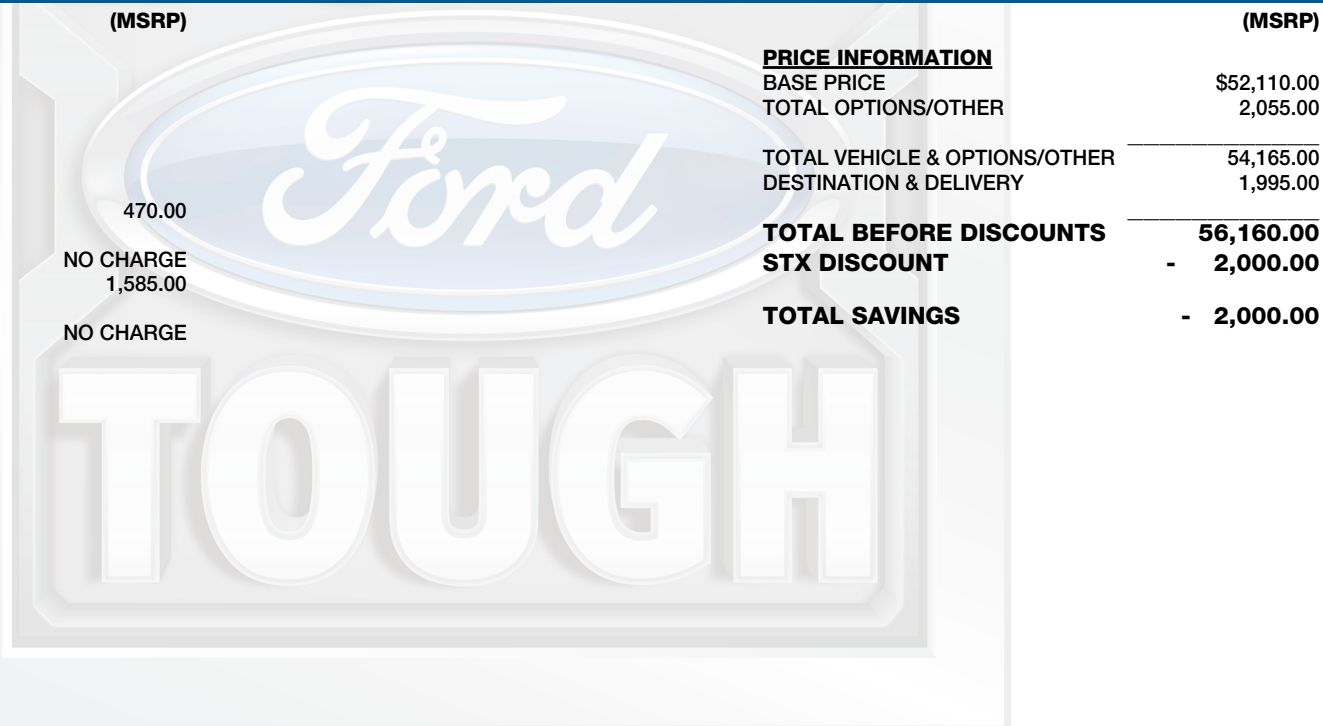 (MSRP)
470.00
NO CHARGE
1,585.00
NO CHARGE
(MSRP)
PRICE INFORMATION
BASE PRICE $52,110.00
TOTAL OPTIONS/OTHER 2,055.00
TOTAL VEHICLE & OPTIONS/OTHER 54,165.00
DESTINATION & DELIVERY 1,995.00
TOTAL BEFORE DISCOUNTS 56,160.00
STX DISCOUNT - 2,000.00
TOTAL SAVINGS - 2,000.00
Ford
TOUGH